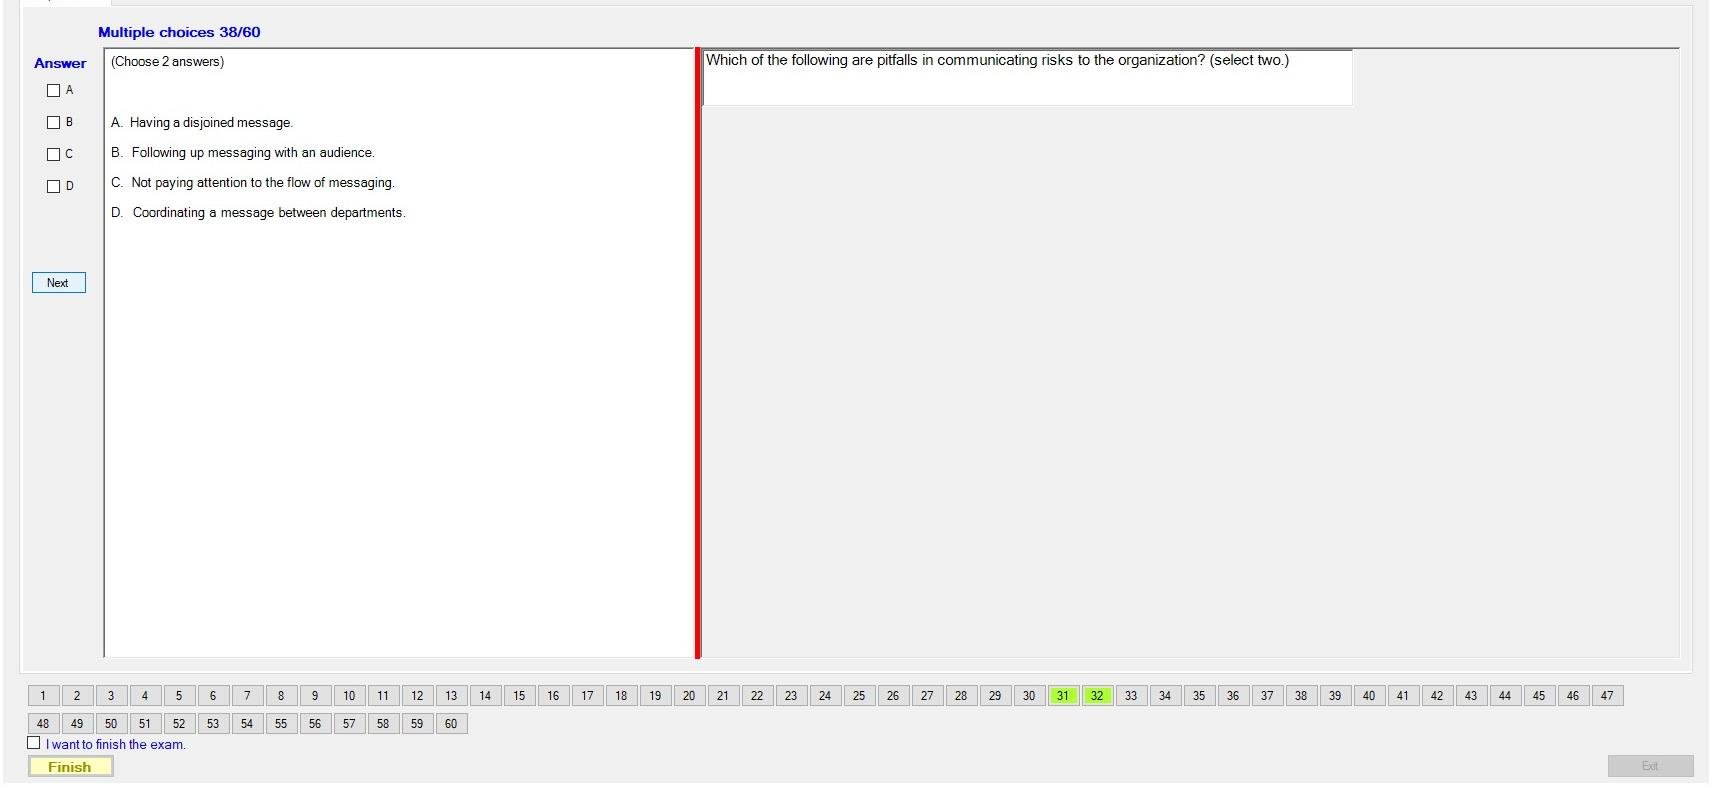 Multiple choices 38/60
Answer
A
B
C
D
Next
(Choose 2 answers)
A. Having a disjoined message.
B. Following up messaging with an audience.
C. Not paying attention to the flow of messaging.
D. Coordinating a message between departments.
Which of the following are pitfalls in communicating risks to the organization? (select two.)
1 2 3 4 5 6 7 8 9 10 11 12 13 14 15 16 17 18 19 20 21 22 23 24 25 26 27 28 29 30 31 32 33 34 35 36 37 38 39 40 41 42 43 44 45 46 47
48 49 50 51 52 53 54 55 56 57 58 59 60
I want to finish the exam.
Finish
Exit